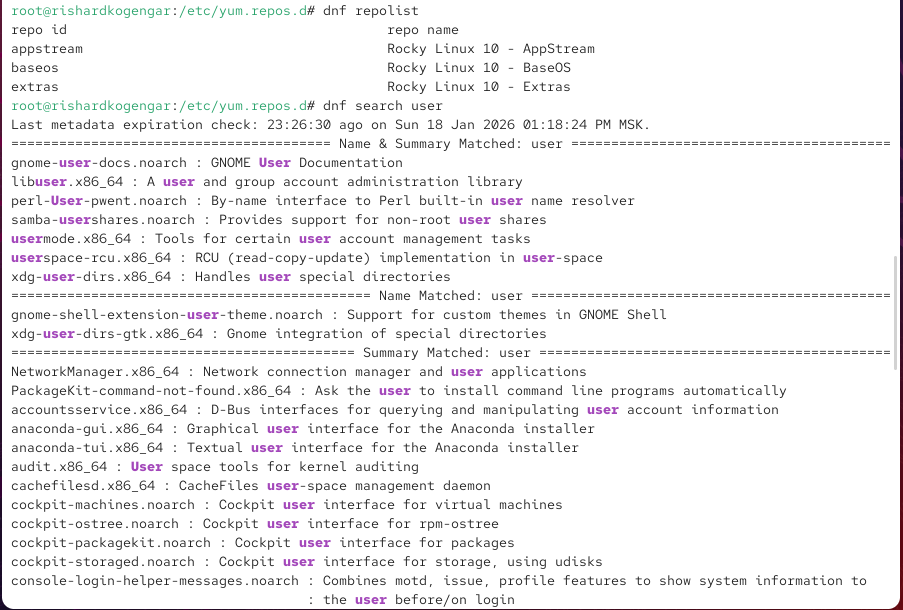 root@rishardkogengar:/etc/yum.repos.d# dnf repolist
repo id                                        repo name
appstream                                      Rocky Linux 10 - AppStream
baseos                                         Rocky Linux 10 - BaseOS
extras                                         Rocky Linux 10 - Extras
root@rishardkogengar:/etc/yum.repos.d# dnf search user
Last metadata expiration check: 23:26:30 ago on Sun 18 Jan 2026 01:18:24 PM MSK.
======================================== Name & Summary Matched: user ========================================
gnome-user-docs.noarch : GNOME User Documentation
libuser.x86_64 : A user and group account administration library
perl-User-pwent.noarch : By-name interface to Perl built-in user name resolver
samba-usershares.noarch : Provides support for non-root user shares
usermode.x86_64 : Tools for certain user account management tasks
userspace-rcu.x86_64 : RCU (read-copy-update) implementation in user-space
xdg-user-dirs.x86_64 : Handles user special directories
============================================= Name Matched: user =============================================
gnome-shell-extension-user-theme.noarch : Support for custom themes in GNOME Shell
xdg-user-dirs-gtk.x86_64 : Gnome integration of special directories
=========================================== Summary Matched: user ============================================
NetworkManager.x86_64 : Network connection manager and user applications
PackageKit-command-not-found.x86_64 : Ask the user to install command line programs automatically
accountsservice.x86_64 : D-Bus interfaces for querying and manipulating user account information
anaconda-gui.x86_64 : Graphical user interface for the Anaconda installer
anaconda-tui.x86_64 : Textual user interface for the Anaconda installer
audit.x86_64 : User space tools for kernel auditing
cachefilesd.x86_64 : CacheFiles user-space management daemon
cockpit-machines.noarch : Cockpit user interface for virtual machines
cockpit-ostree.noarch : Cockpit user interface for rpm-ostree
cockpit-packagekit.noarch : Cockpit user interface for packages
cockpit-storaged.noarch : Cockpit user interface for storage, using udisks
console-login-helper-messages.noarch : Combines motd, issue, profile features to show system information to
                                     : the user before/on login